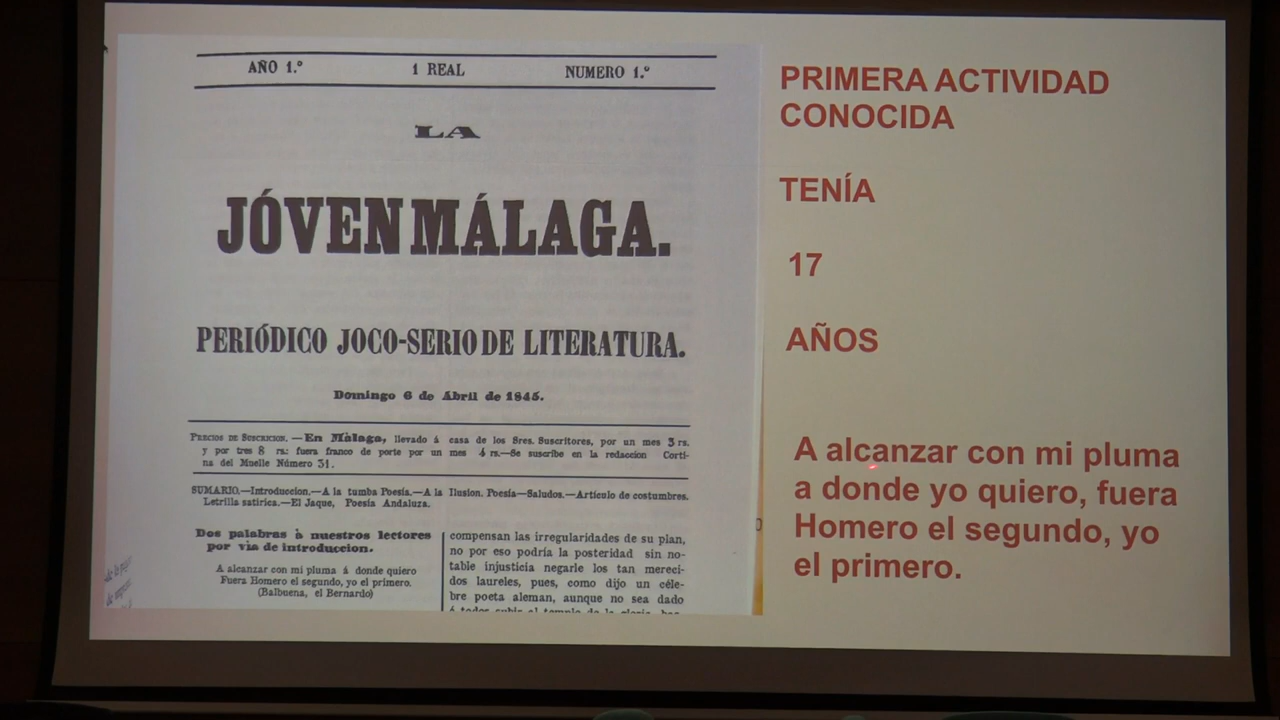 AÑO 1.º 1 REAL NUMERO 1.º
LA
JÓVEN MÁLAGA.
PERIÓDICO JOCO-SERIO DE LITERATURA.
Domingo 6 de Abril de 1845.
PRECIOS DE SUSCRICION. — En Málaga, llevado á casa de los Sres. Suscritores, por un mes 3 rs.
y por tres 8 rs.: fuera franco de porte por un mes 4 rs.—Se suscribe en la redaccion Corti-
na del Muelle Número 31.
SUMARIO.—Introduccion.—A la tumba Poesía.—A la Ilusion. Poesía—Saludos.—Artículo de costumbres.
Letrilla satírica.—El Jaque, Poesía Andaluza.
Dos palabras à nuestros lectores
por via de introduccion.
A alcanzar con mi pluma á donde quiero
Fuera Homero el segundo, yo el primero.
(Balbuena, el Bernardo)
compensan las irregularidades de su plan,
no por eso podría la posteridad sin no-
table injusticia negarle los tan mereci-
dos laureles, pues, como dijo un céle-
bre poeta aleman, aunque no sea dado
PRIMERA ACTIVIDAD
CONOCIDA
TENÍA
17
AÑOS
A alcanzar con mi pluma
a donde yo quiero, fuera
Homero el segundo, yo
el primero.